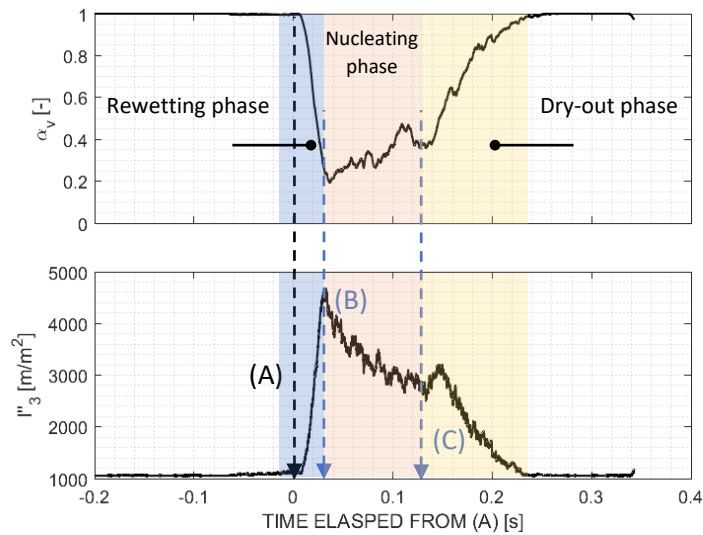 1
0.8
0.6
0.4
0.2
0
α_v [-]
Nucleating
phase
Rewetting phase
Dry-out phase
5000
4000
3000
2000
1000
l"_3 [m/m²]
(A)
(B)
(C)
-0.2
-0.1
0
0.1
0.2
0.3
0.4
TIME ELASPED FROM (A) [s]